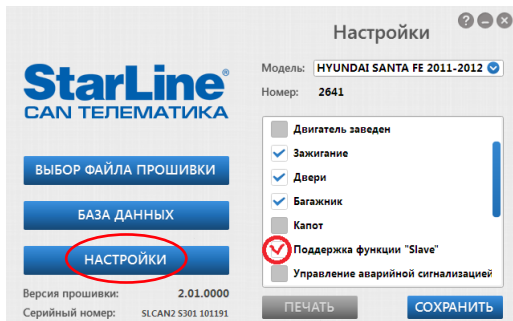 StarLine®
CAN ТЕЛЕМАТИКА
ВЫБОР ФАЙЛА ПРОШИВКИ
БАЗА ДАННЫХ
НАСТРОЙКИ
Версия прошивки: 2.01.0000
Серийный номер: SLCAN2 S301 101191
?
Настройки
Модель: HYUNDAI SANTA FE 2011-2012
Номер: 2641
Двигатель заведен
Зажигание
Двери
Багажник
Капот
Поддержка функции "Slave"
Управление аварийной сигнализацией
ПЕЧАТЬ
СОХРАНИТЬ